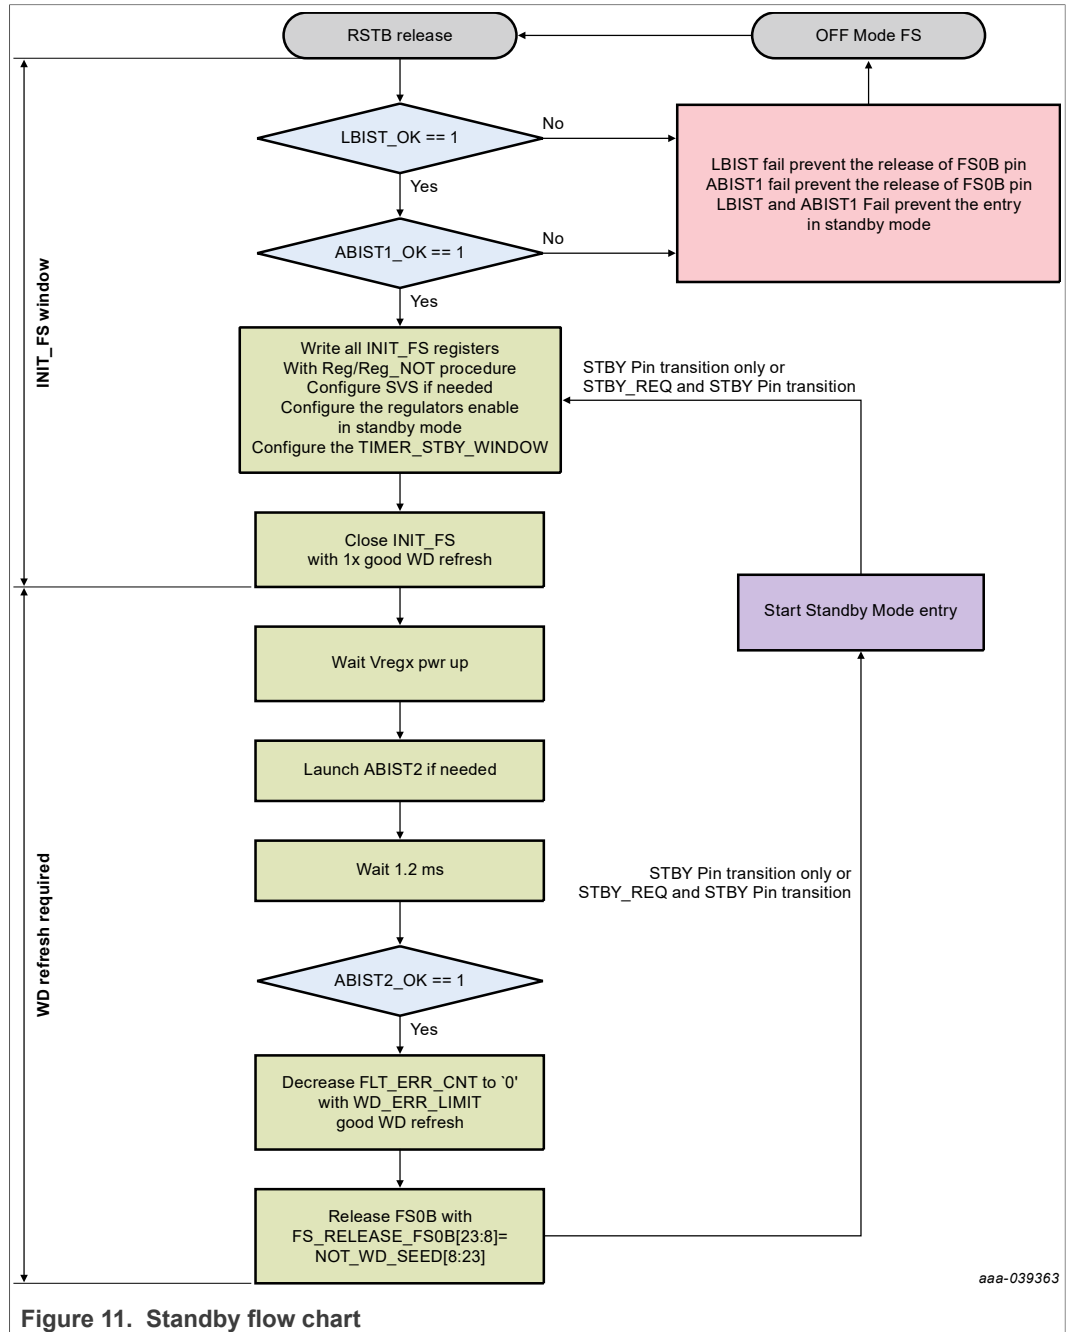 RSTB release
OFF Mode FS
LBIST_OK == 1
No
Yes
LBIST fail prevent the release of FS0B pin
ABIST1 fail prevent the release of FS0B pin
LBIST and ABIST1 Fail prevent the entry
in standby mode
ABIST1_OK == 1
No
Yes
INIT_FS window
Write all INIT_FS registers
With Reg/Reg_NOT procedure
Configure SVS if needed
Configure the regulators enable
in standby mode
Configure the TIMER_STBY_WINDOW
STBY Pin transition only or
STBY_REQ and STBY Pin transition
Close INIT_FS
with 1x good WD refresh
Start Standby Mode entry
Wait Vregx pwr up
Launch ABIST2 if needed
Wait 1.2 ms
STBY Pin transition only or
STBY_REQ and STBY Pin transition
WD refresh required
ABIST2_OK == 1
Yes
Decrease FLT_ERR_CNT to `0'
with WD_ERR_LIMIT
good WD refresh
Release FS0B with
FS_RELEASE_FS0B[23:8]=
NOT_WD_SEED[8:23]
aaa-039363
Figure 11. Standby flow chart